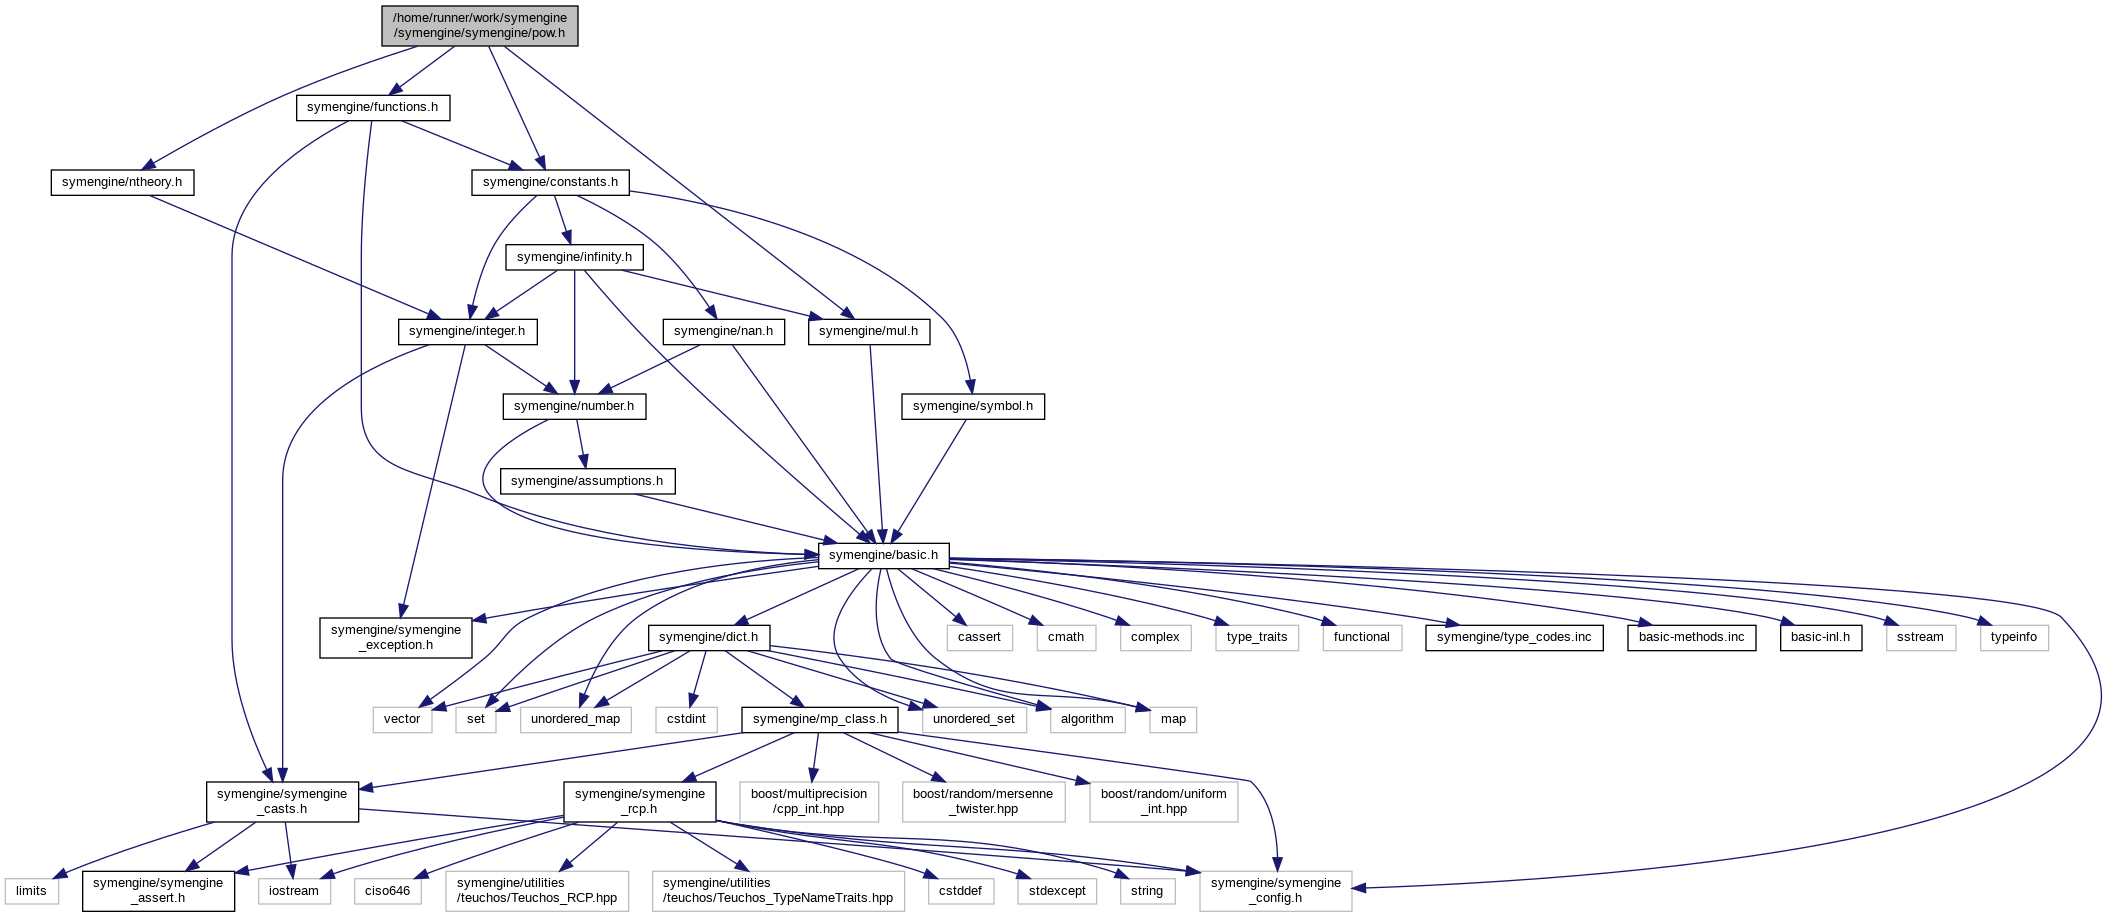 /home/runner/work/symengine
/symengine/symengine/pow.h
symengine/functions.h
symengine/ntheory.h
symengine/constants.h
symengine/infinity.h
symengine/integer.h
symengine/nan.h
symengine/mul.h
symengine/number.h
symengine/symbol.h
symengine/assumptions.h
symengine/basic.h
symengine/symengine
_exception.h
symengine/dict.h
cassert
cmath
complex
type_traits
functional
symengine/type_codes.inc
basic-methods.inc
basic-inl.h
sstream
typeinfo
vector
set
unordered_map
cstdint
symengine/mp_class.h
unordered_set
algorithm
map
symengine/symengine
_casts.h
symengine/symengine
_rcp.h
boost/multiprecision
/cpp_int.hpp
boost/random/mersenne
_twister.hpp
boost/random/uniform
_int.hpp
limits
symengine/symengine
_assert.h
iostream
ciso646
symengine/utilities
/teuchos/Teuchos_RCP.hpp
symengine/utilities
/teuchos/Teuchos_TypeNameTraits.hpp
cstddef
stdexcept
string
symengine/symengine
_config.h